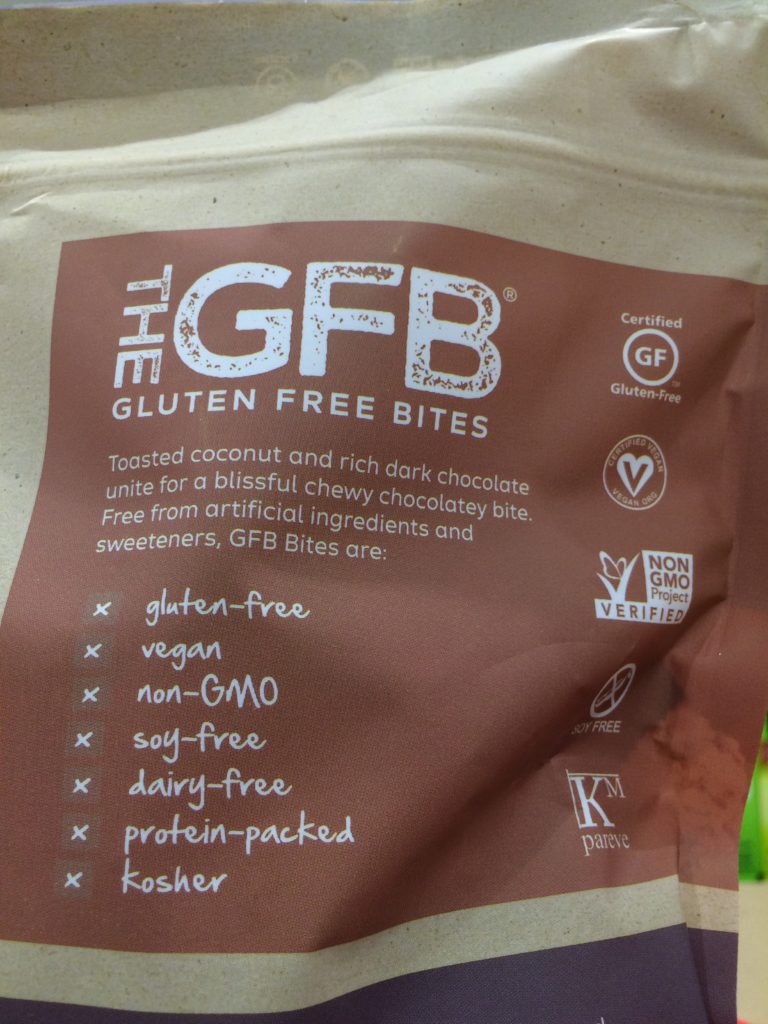 THE GFB®
GLUTEN FREE BITES
Toasted coconut and rich dark chocolate
unite for a blissful chewy chocolatey bite.
Free from artificial ingredients and
sweeteners, GFB Bites are:
x gluten-free
x vegan
x non-GMO
x soy-free
x dairy-free
x protein-packed
x kosher
Certified
GF
Gluten-Free™
CERTIFIED VEGAN
VEGAN.ORG
NON
GMO
Project
VERIFIED
SOY FREE
KM
pareve